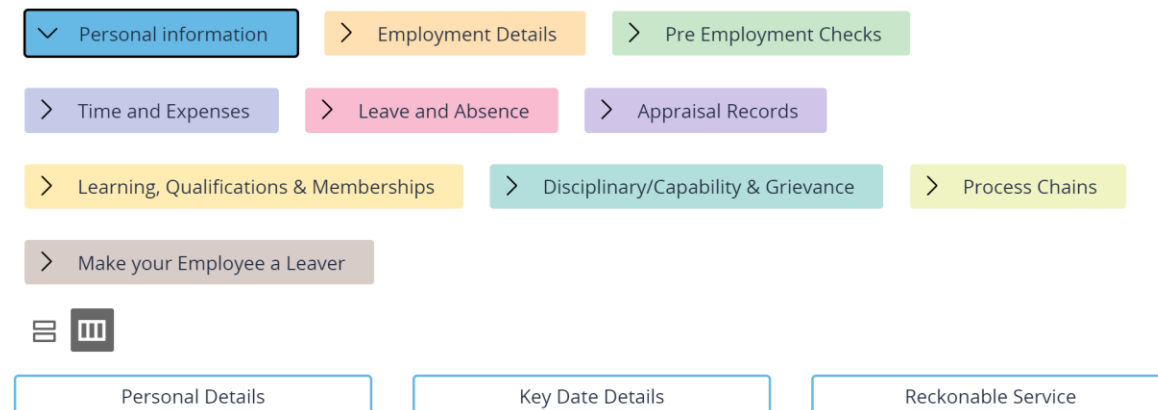 Personal information Employment Details Pre Employment Checks
Time and Expenses Leave and Absence Appraisal Records
Learning, Qualifications & Memberships Disciplinary/Capability & Grievance Process Chains
Make your Employee a Leaver
Personal Details Key Date Details Reckonable Service